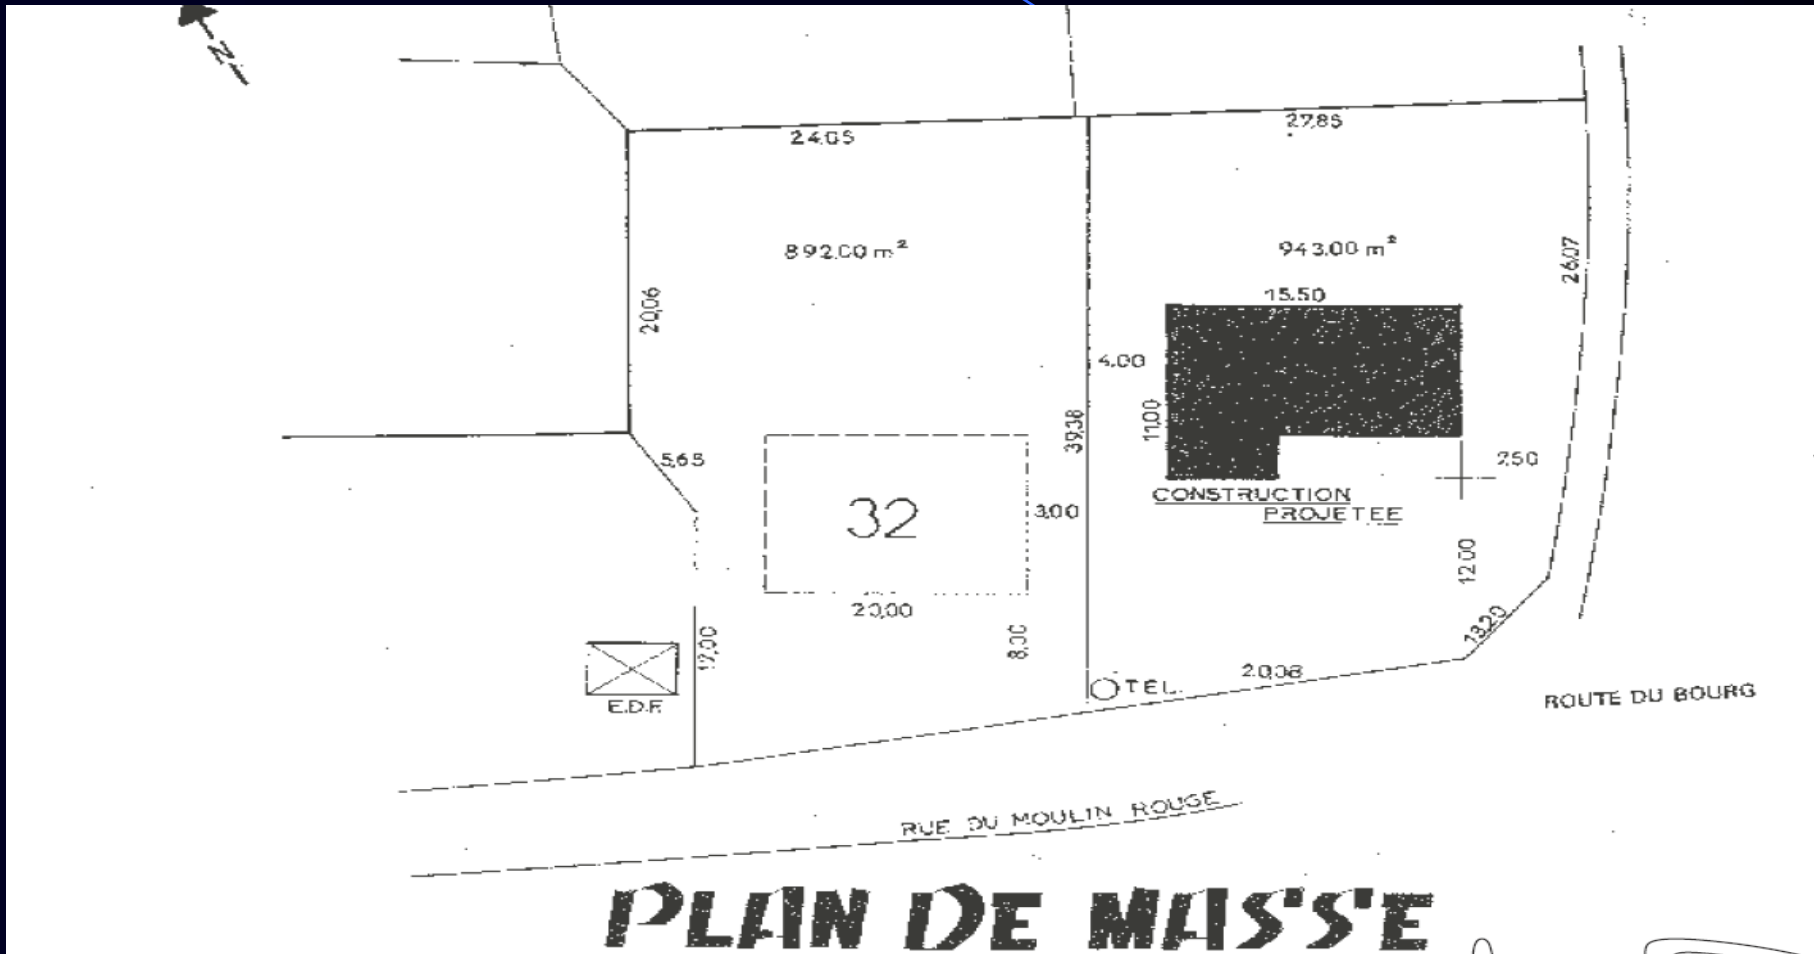 N
24.05
27.85
892.00 m²
943.00 m²
26.07
15.50
20,06
4.00
11,00
39,38
5,65
2,50
CONSTRUCTION
PROJETEE
32
3,00
12.00
20,00
8,00
13,20
17,00
20,08
TEL.
E.D.F.
ROUTE DU BOURG
RUE DU MOULIN ROUGE
PLAN DE MASSE